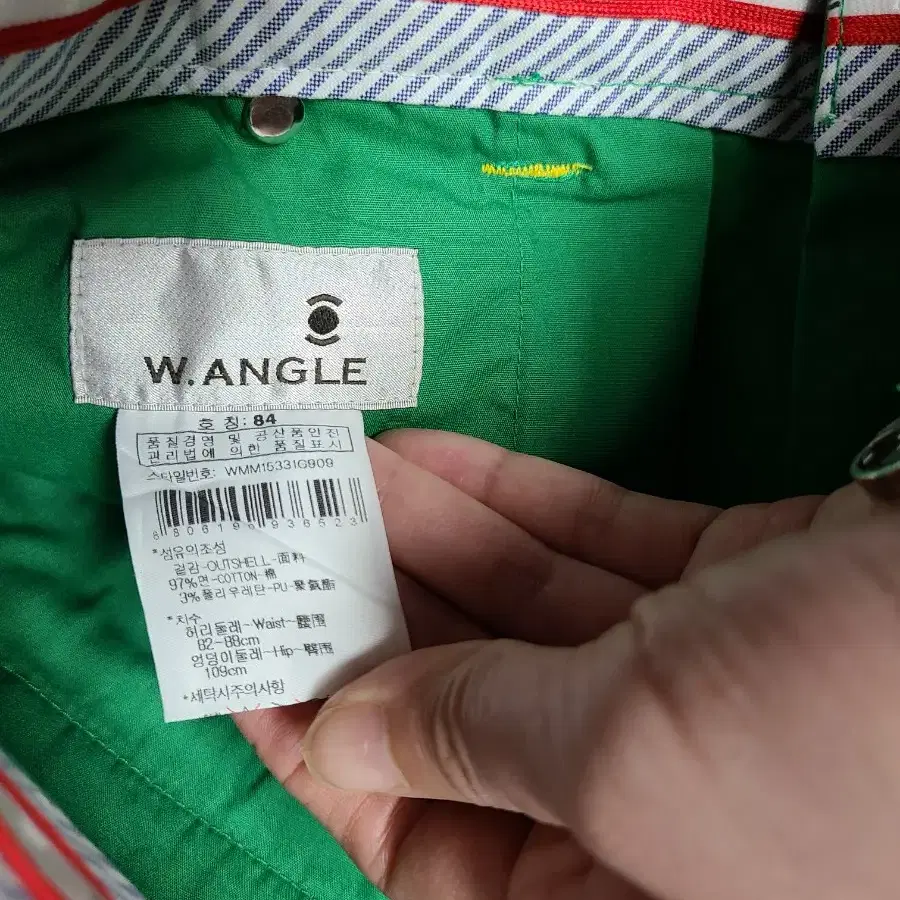 W.ANGLE
호 칭: 84
품질경영 및 공산품안전
관리법에 의한 품질표시
스타일번호: WMM15331G909
8806199936523
*섬유의조성
겉감-OUTSHELL-面料
97%면-COTTON-棉
3%폴리우레탄-PU-聚氨酯
*치수
허리둘레-Waist-腰围
82-88cm
엉덩이둘레-Hip-臀围
109cm
*세탁시주의사항